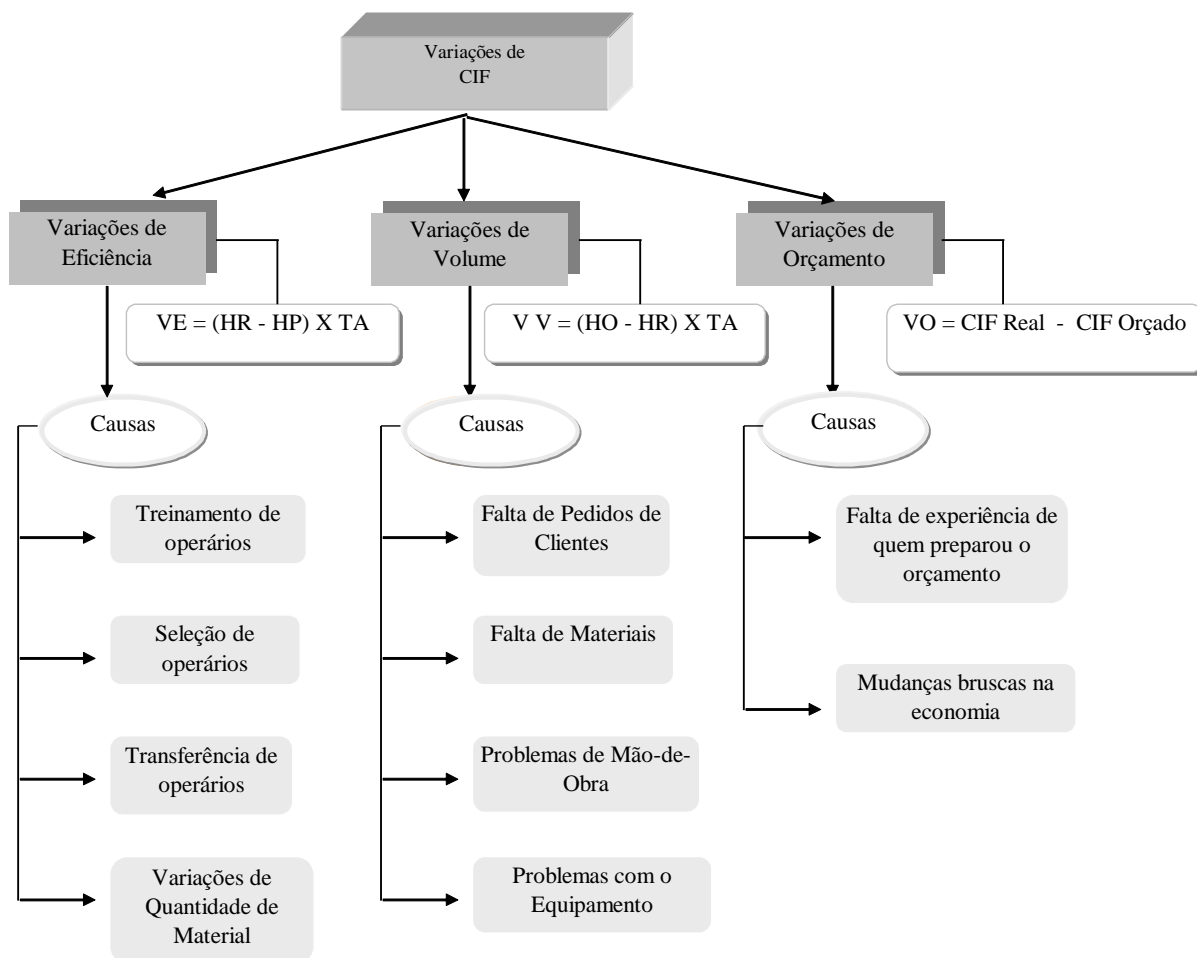 Variações de
CIF
Variações de
Eficiência
Variações de
Volume
Variações de
Orçamento
VE = (HR - HP) X TA
V V = (HO - HR) X TA
VO = CIF Real - CIF Orçado
Causas
Causas
Causas
Treinamento de
operários
Seleção de
operários
Transferência de
operários
Variações de
Quantidade de
Material
Falta de Pedidos de
Clientes
Falta de Materiais
Problemas de Mão-de-
Obra
Problemas com o
Equipamento
Falta de experiência de
quem preparou o
orçamento
Mudanças bruscas na
economia